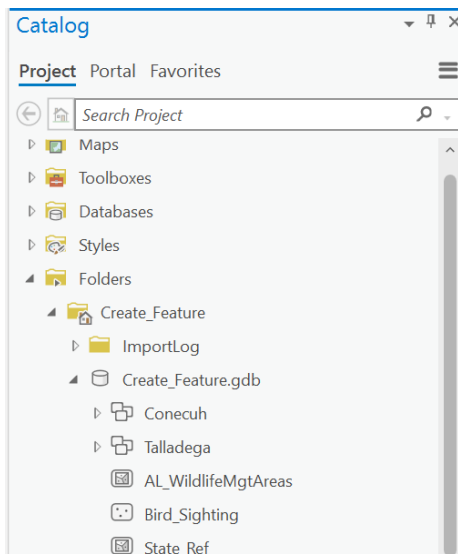 Catalog
Project Portal Favorites
Search Project
Maps
Toolboxes
Databases
Styles
Folders
Create_Feature
ImportLog
Create_Feature.gdb
Conecuh
Talladega
AL_WildlifeMgtAreas
Bird_Sighting
State_Ref